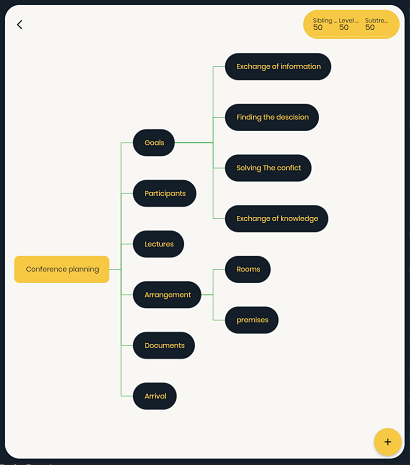 Sibling ... Level ... Subtre...
50 50 50
Exchange of information
Finding the descision
Goals
Solving The confict
Participants
Exchange of knowledge
Lectures
Conference planning
Rooms
Arrangement
premises
Documents
Arrival
+